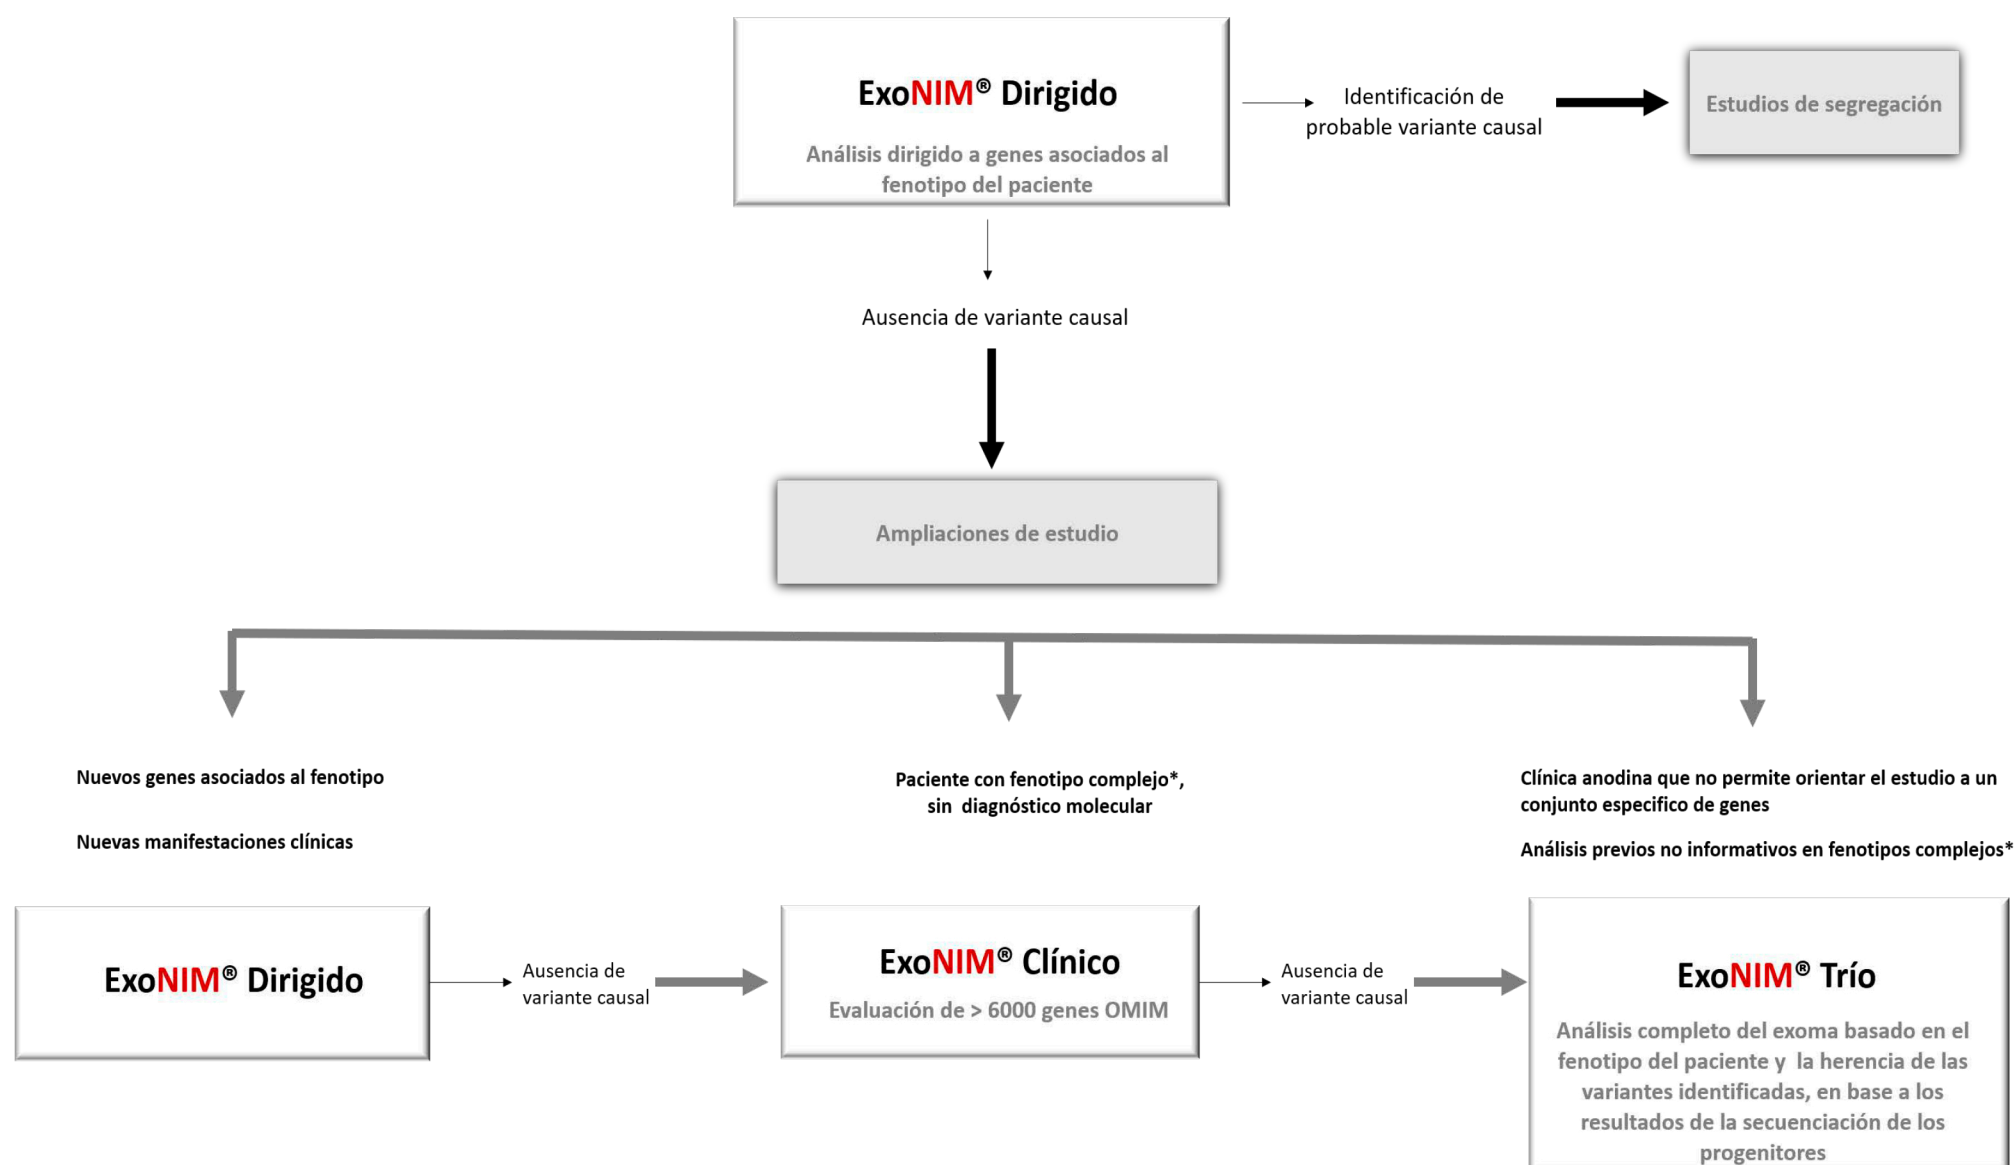 ExoNIM® Dirigido
Análisis dirigido a genes asociados al
fenotipo del paciente
Identificación de
probable variante causal
Estudios de segregación
Ausencia de variante causal
Ampliaciones de estudio
Nuevos genes asociados al fenotipo
Nuevas manifestaciones clínicas
Paciente con fenotipo complejo*,
sin diagnóstico molecular
Clínica anodina que no permite orientar el estudio a un
conjunto especifico de genes
Análisis previos no informativos en fenotipos complejos*
ExoNIM® Dirigido
Ausencia de
variante causal
ExoNIM® Clínico
Evaluación de > 6000 genes OMIM
Ausencia de
variante causal
ExoNIM® Trío
Análisis completo del exoma basado en el
fenotipo del paciente y la herencia de las
variantes identificadas, en base a los
resultados de la secuenciación de los
progenitores